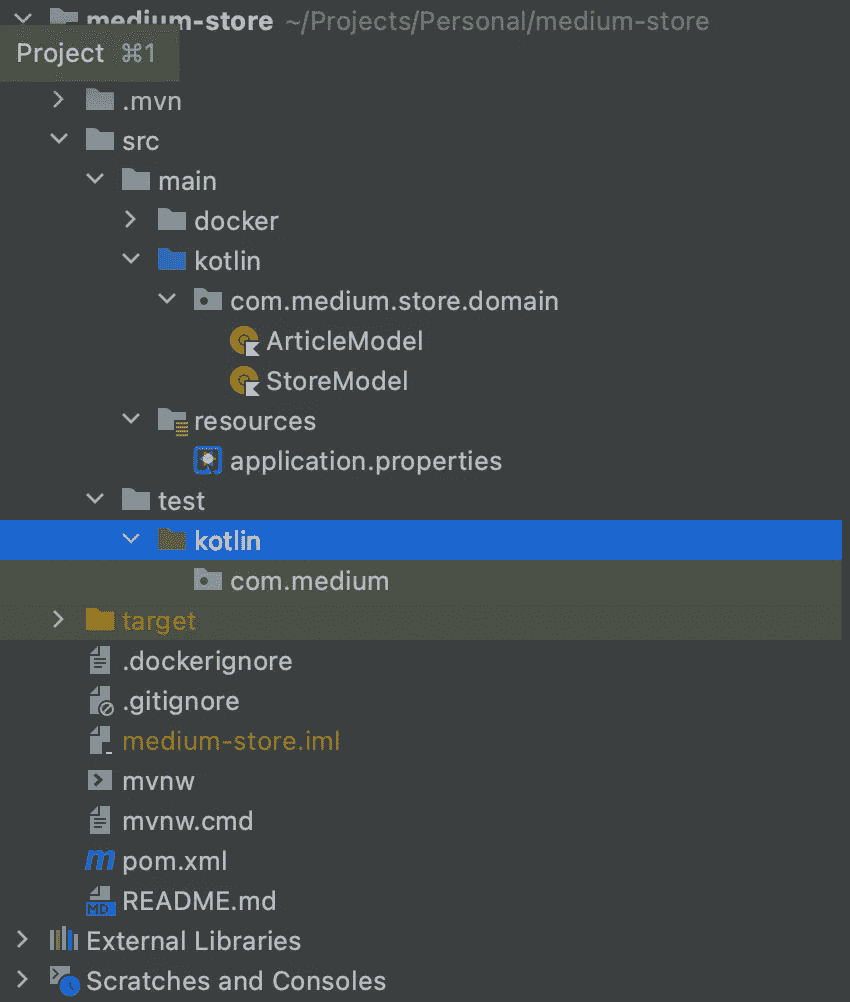 medium-store ~/Projects/Personal/medium-store
Project ⌘1
.mvn
src
main
docker
kotlin
com.medium.store.domain
ArticleModel
StoreModel
resources
application.properties
test
kotlin
com.medium
target
.dockerignore
.gitignore
medium-store.iml
mvnw
mvnw.cmd
m pom.xml
MD README.md
External Libraries
Scratches and Consoles